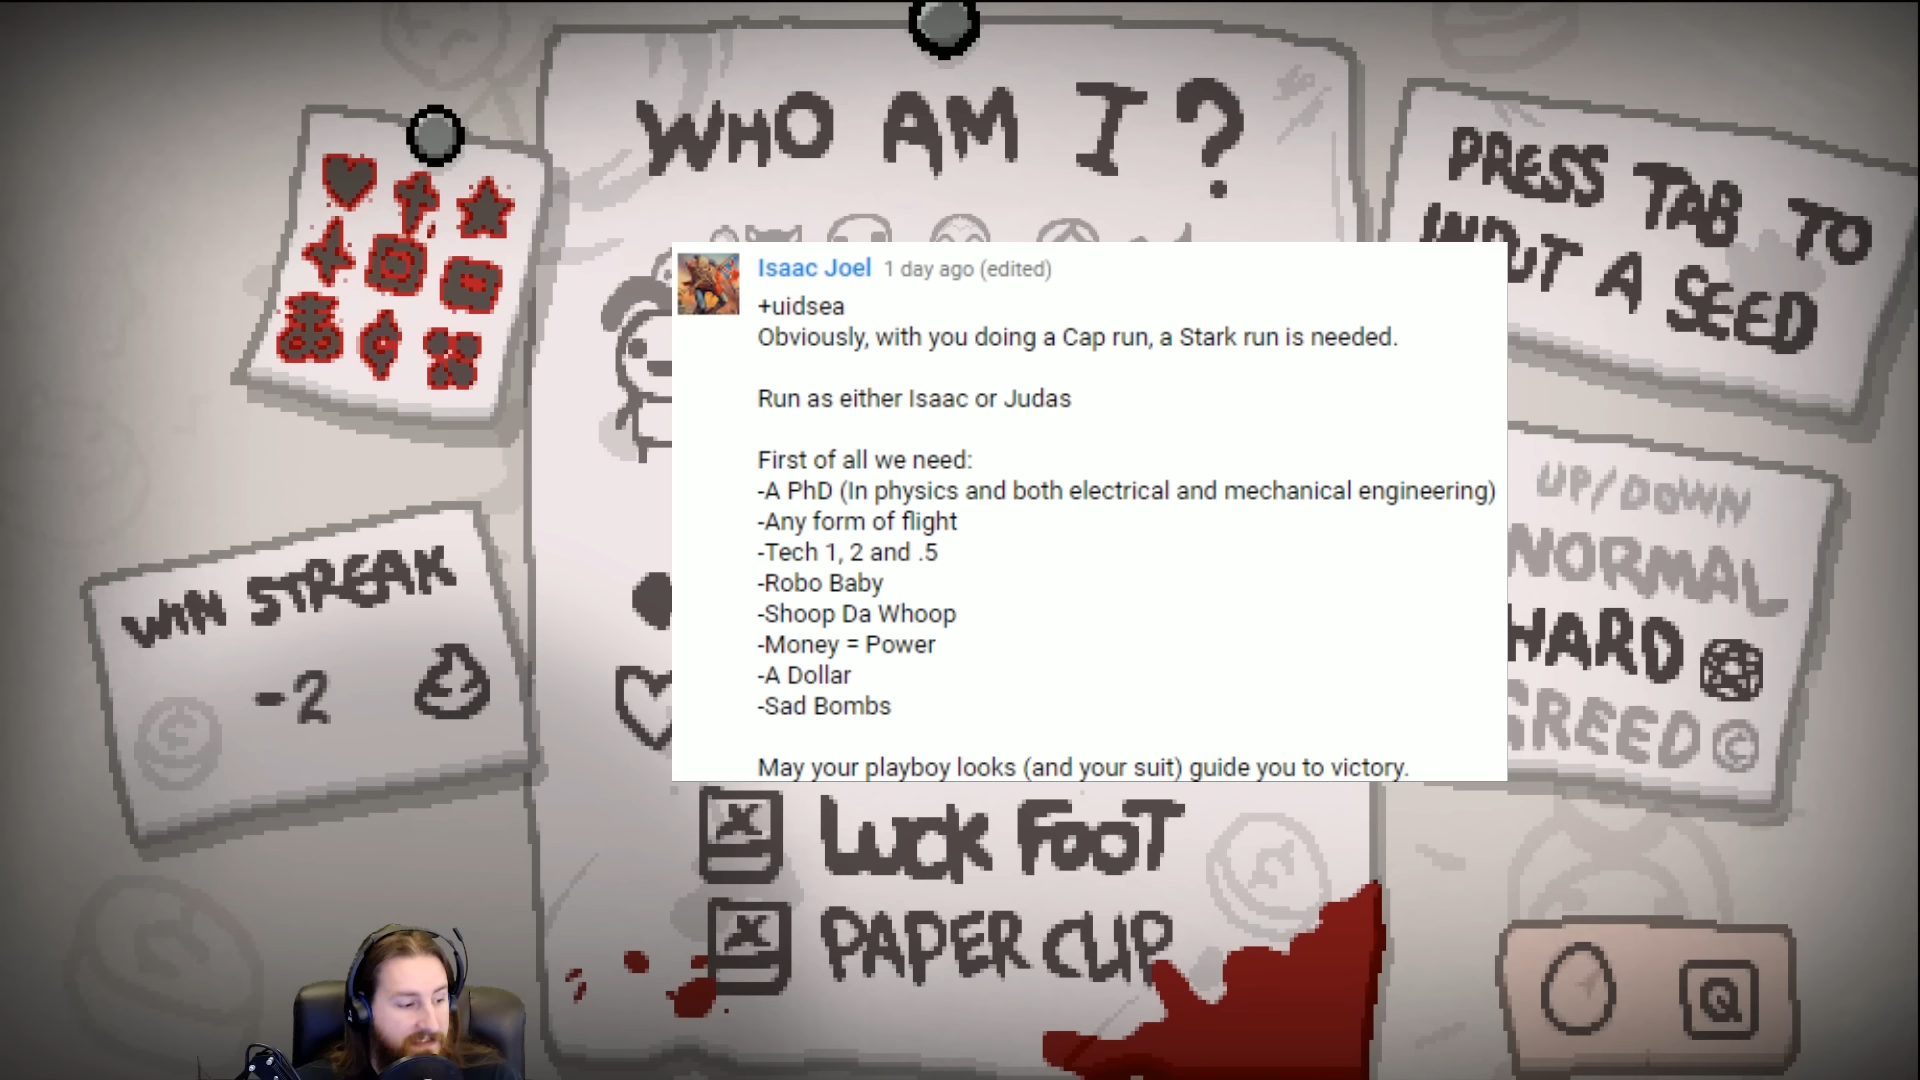 WHO AM I?
PRESS TAB TO
INPUT A SEED
Isaac Joel 1 day ago (edited)
+uidsea
Obviously, with you doing a Cap run, a Stark run is needed.
Run as either Isaac or Judas
First of all we need:
-A PhD (In physics and both electrical and mechanical engineering)
-Any form of flight
-Tech 1, 2 and .5
-Robo Baby
-Shoop Da Whoop
-Money = Power
-A Dollar
-Sad Bombs
May your playboy looks (and your suit) guide you to victory.
WIN STREAK
-2
UP/DOWN
NORMAL
HARD
GREED
LUCK FOOT
PAPER CLIP
Q